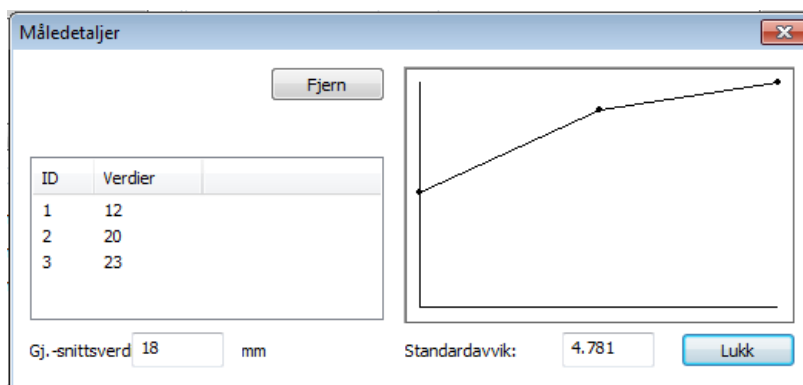 Måledetaljer
Fjern
ID Verdier
1 12
2 20
3 23
Gj.-snittsverd 18 mm Standardavvik: 4.781 Lukk